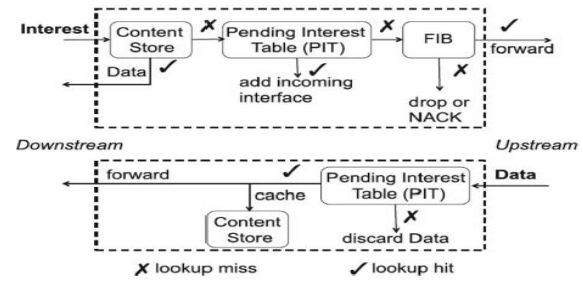 Interest
Content
Store
Pending Interest
Table (PIT)
FIB
forward
Data
add incoming
interface
drop or
NACK
Downstream
Upstream
forward
cache
Pending Interest
Table (PIT)
Data
Content
Store
discard Data
✗ lookup miss
✓ lookup hit